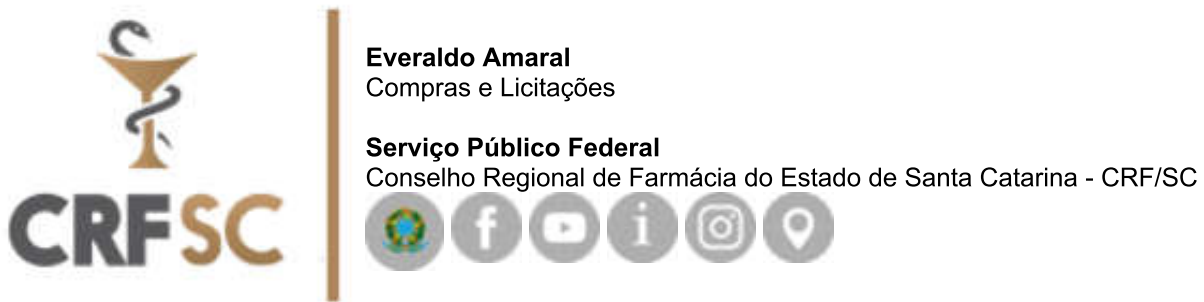 CRFSC
Everaldo Amaral
Compras e Licitações
Serviço Público Federal
Conselho Regional de Farmácia do Estado de Santa Catarina - CRF/SC